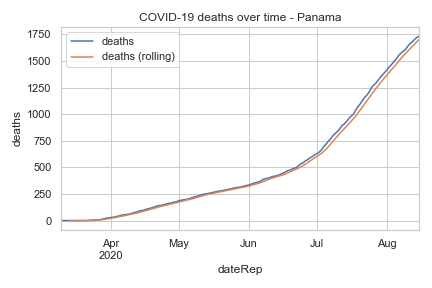 COVID-19 deaths over time - Panama
deaths
deaths (rolling)
1750
1500
1250
1000
750
500
250
0
deaths
Apr
2020
May
Jun
Jul
Aug
dateRep